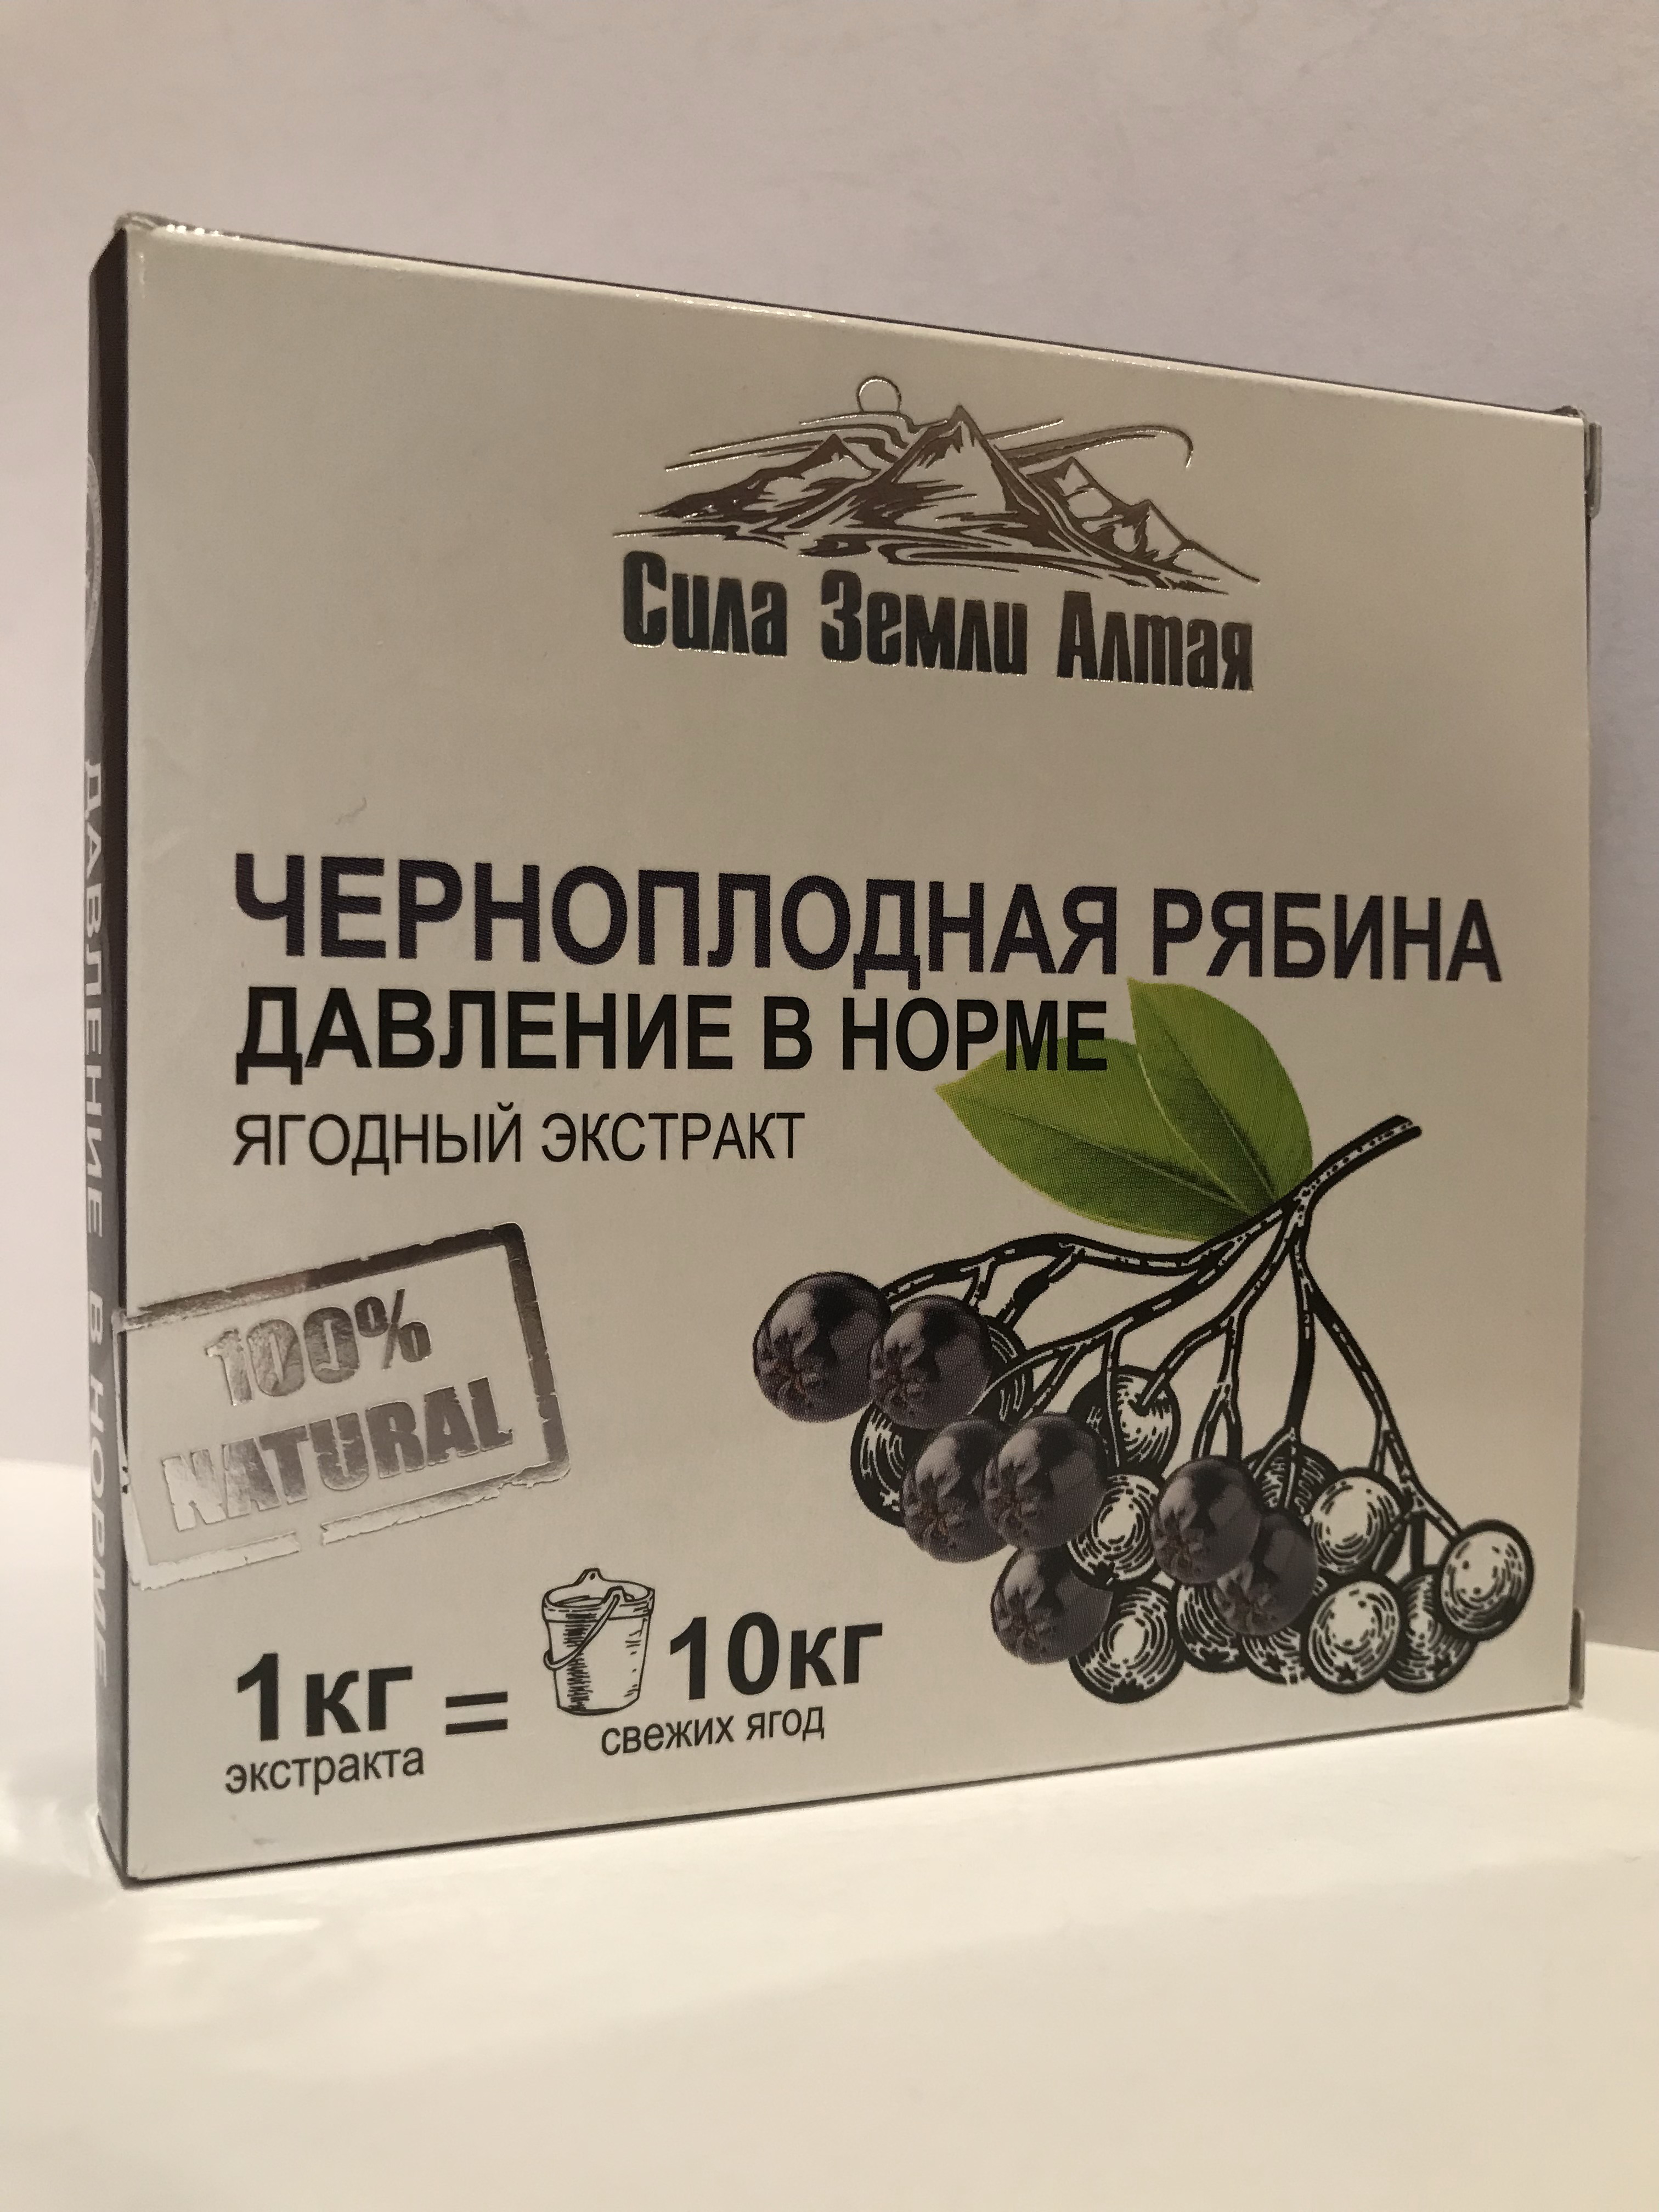 Сила Земли Алтая
ЧЕРНОПЛОДНАЯ РЯБИНА
ДАВЛЕНИЕ В НОРМЕ
ЯГОДНЫЙ ЭКСТРАКТ
100%
NATURAL
1кг = 10кг
экстракта свежих ягод
ДАВЛЕНИЕ В НОРМЕ